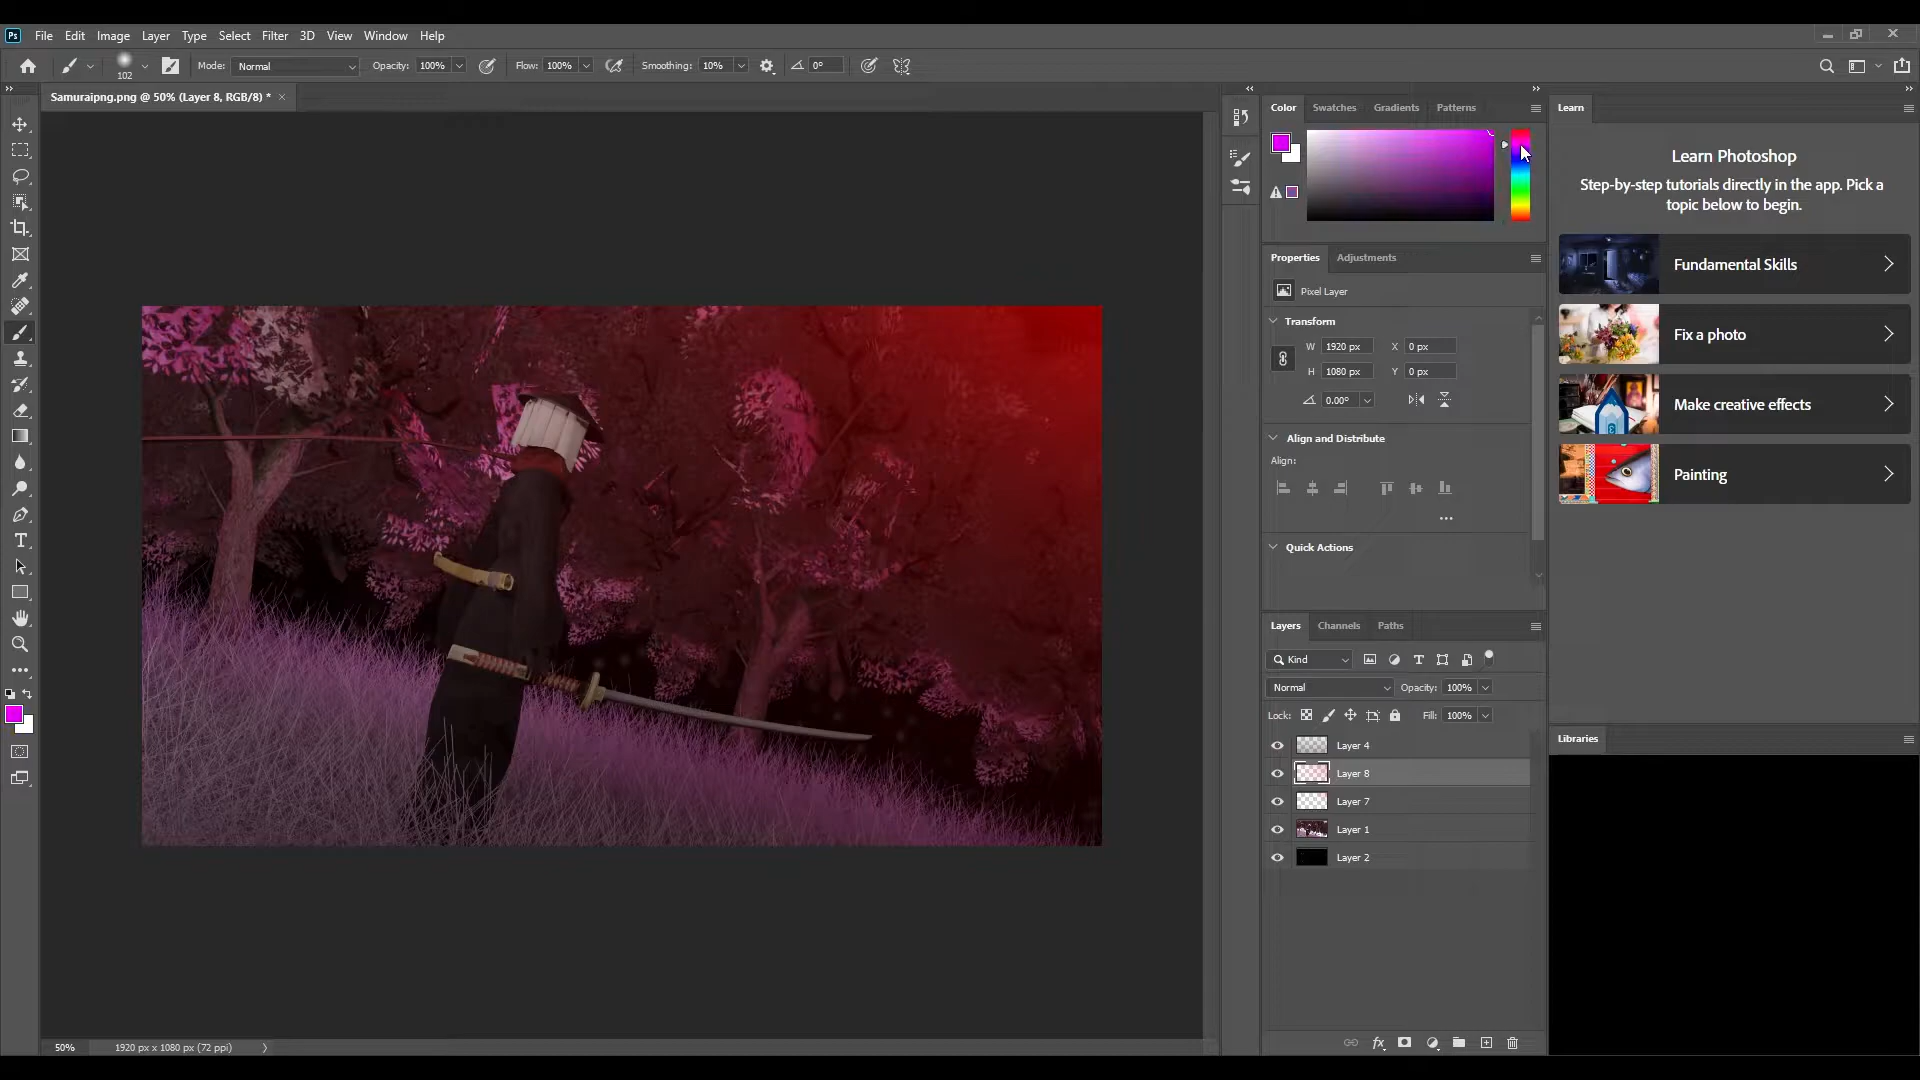 Ps File Edit Image Layer Type Select Filter 3D View Window Help
102 Mode: Normal Opacity: 100% Flow: 100% Smoothing: 10% 0°
Samuraipng.png @ 50% (Layer 8, RGB/8) * ×
Color Swatches Gradients Patterns
Learn
Learn Photoshop
Step-by-step tutorials directly in the app. Pick a
topic below to begin.
Fundamental Skills
Fix a photo
Make creative effects
Painting
Properties Adjustments
Pixel Layer
Transform
W 1920 px X 0 px
H 1080 px Y 0 px
0.00°
Align and Distribute
Align:
Quick Actions
Layers Channels Paths
Kind
Normal Opacity: 100%
Lock: Fill: 100%
Layer 4
Layer 8
Layer 7
Layer 1
Layer 2
Libraries
fx
50% 1920 px x 1080 px (72 ppi)